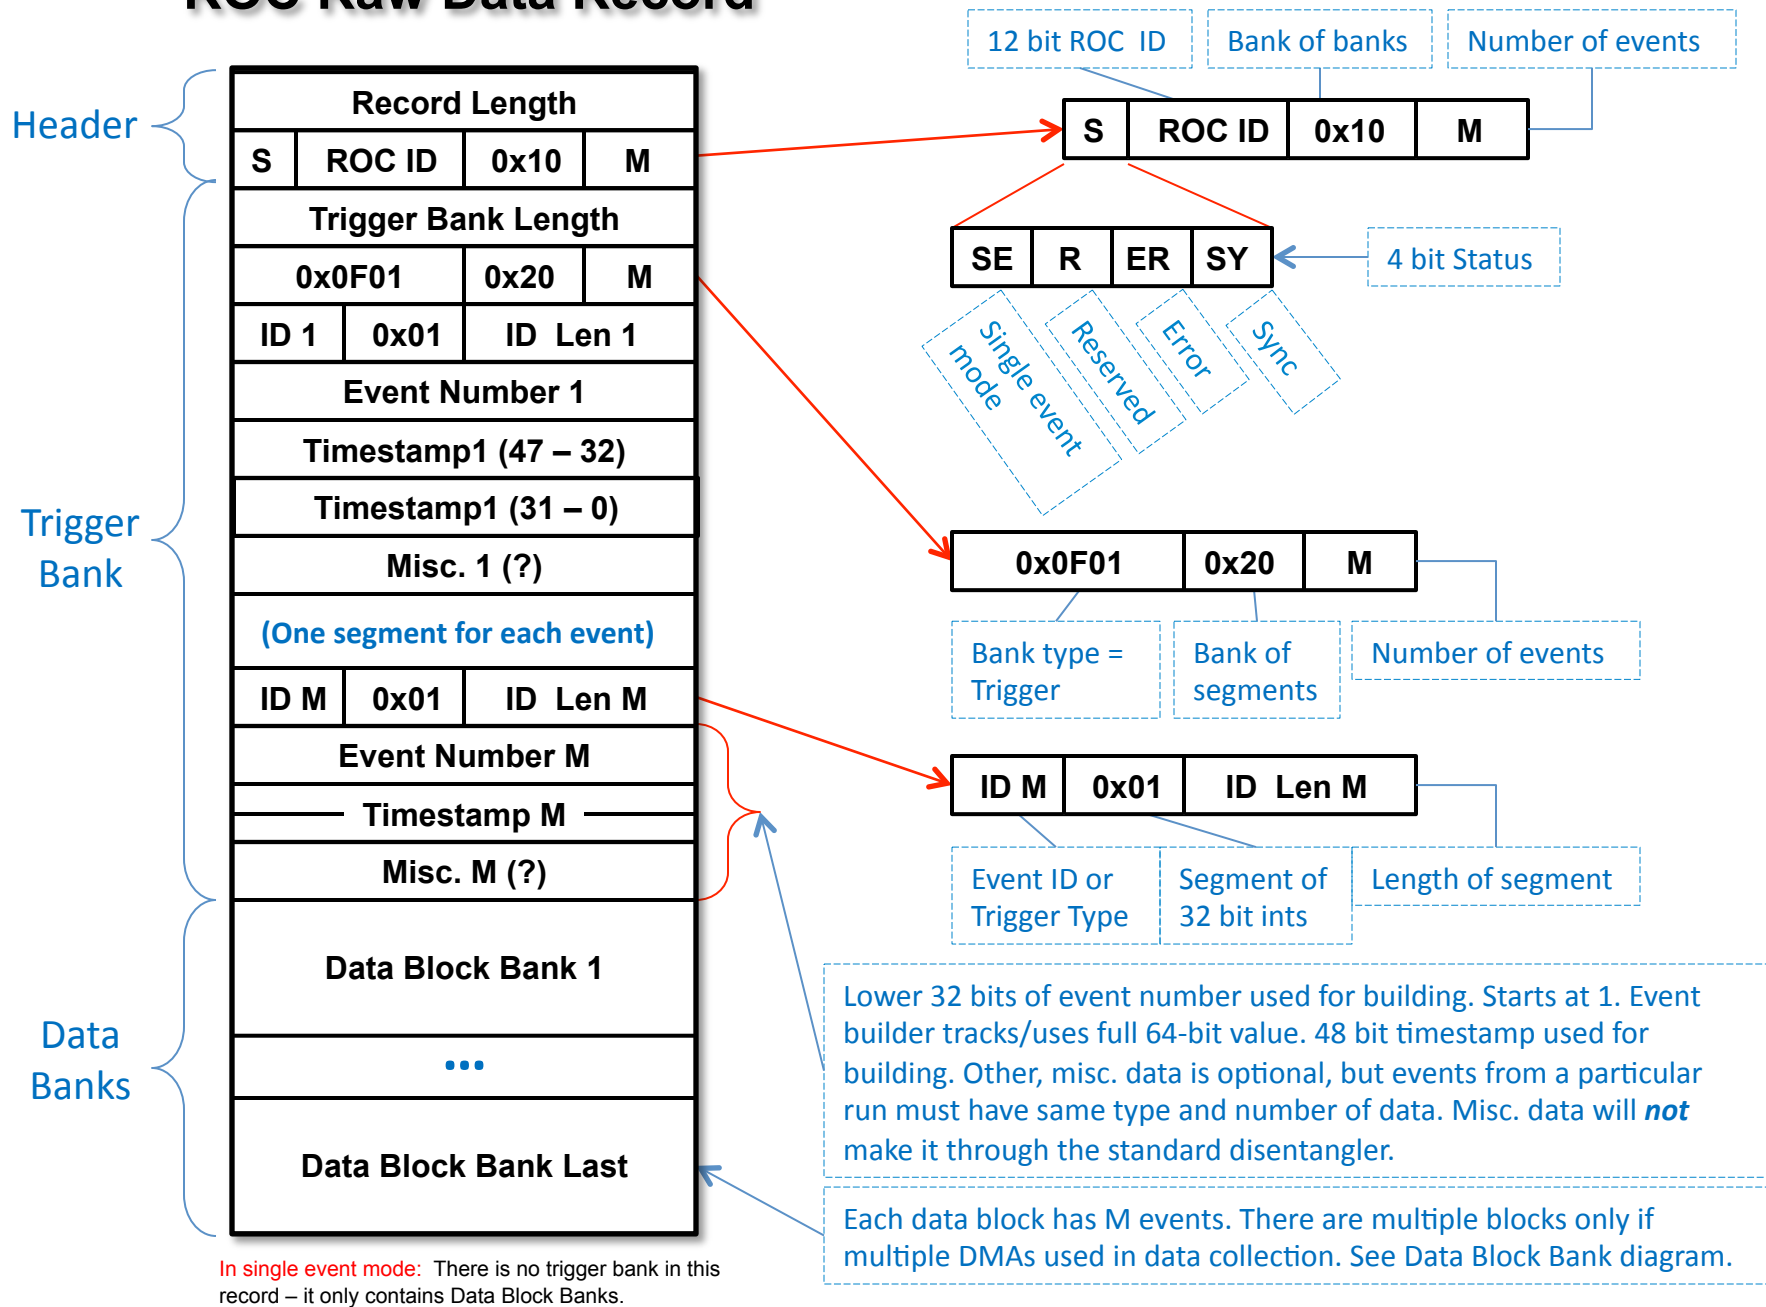 ROC Raw Data Record
Header
Record Length
S ROC ID 0x10 M
Trigger Bank
Trigger Bank Length
0x0F01 0x20 M
ID 1 0x01 ID Len 1
Event Number 1
Timestamp1 (47 – 32)
Timestamp1 (31 – 0)
Misc. 1 (?)
(One segment for each event)
ID M 0x01 ID Len M
Event Number M
Timestamp M
Misc. M (?)
Data Banks
Data Block Bank 1
...
Data Block Bank Last
In single event mode: There is no trigger bank in this
record – it only contains Data Block Banks.
12 bit ROC ID
Bank of banks
Number of events
S ROC ID 0x10 M
SE R ER SY
4 bit Status
Single event
mode
Reserved
Error
Sync
0x0F01 0x20 M
Bank type =
Trigger
Bank of
segments
Number of events
ID M 0x01 ID Len M
Event ID or
Trigger Type
Segment of
32 bit ints
Length of segment
Lower 32 bits of event number used for building. Starts at 1. Event
builder tracks/uses full 64-bit value. 48 bit timestamp used for
building. Other, misc. data is optional, but events from a particular
run must have same type and number of data. Misc. data will not
make it through the standard disentangler.
Each data block has M events. There are multiple blocks only if
multiple DMAs used in data collection. See Data Block Bank diagram.